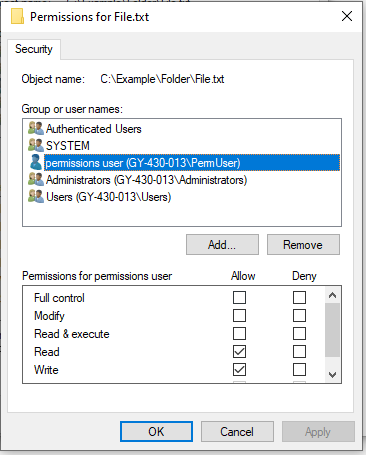 Permissions for File.txt
Security
Object name: C:\Example\Folder\File.txt
Group or user names:
Authenticated Users
SYSTEM
permissions user (GY-430-013\PermUser)
Administrators (GY-430-013\Administrators)
Users (GY-430-013\Users)
Add... Remove
Permissions for permissions user Allow Deny
Full control
Modify
Read & execute
Read
Write
OK Cancel Apply